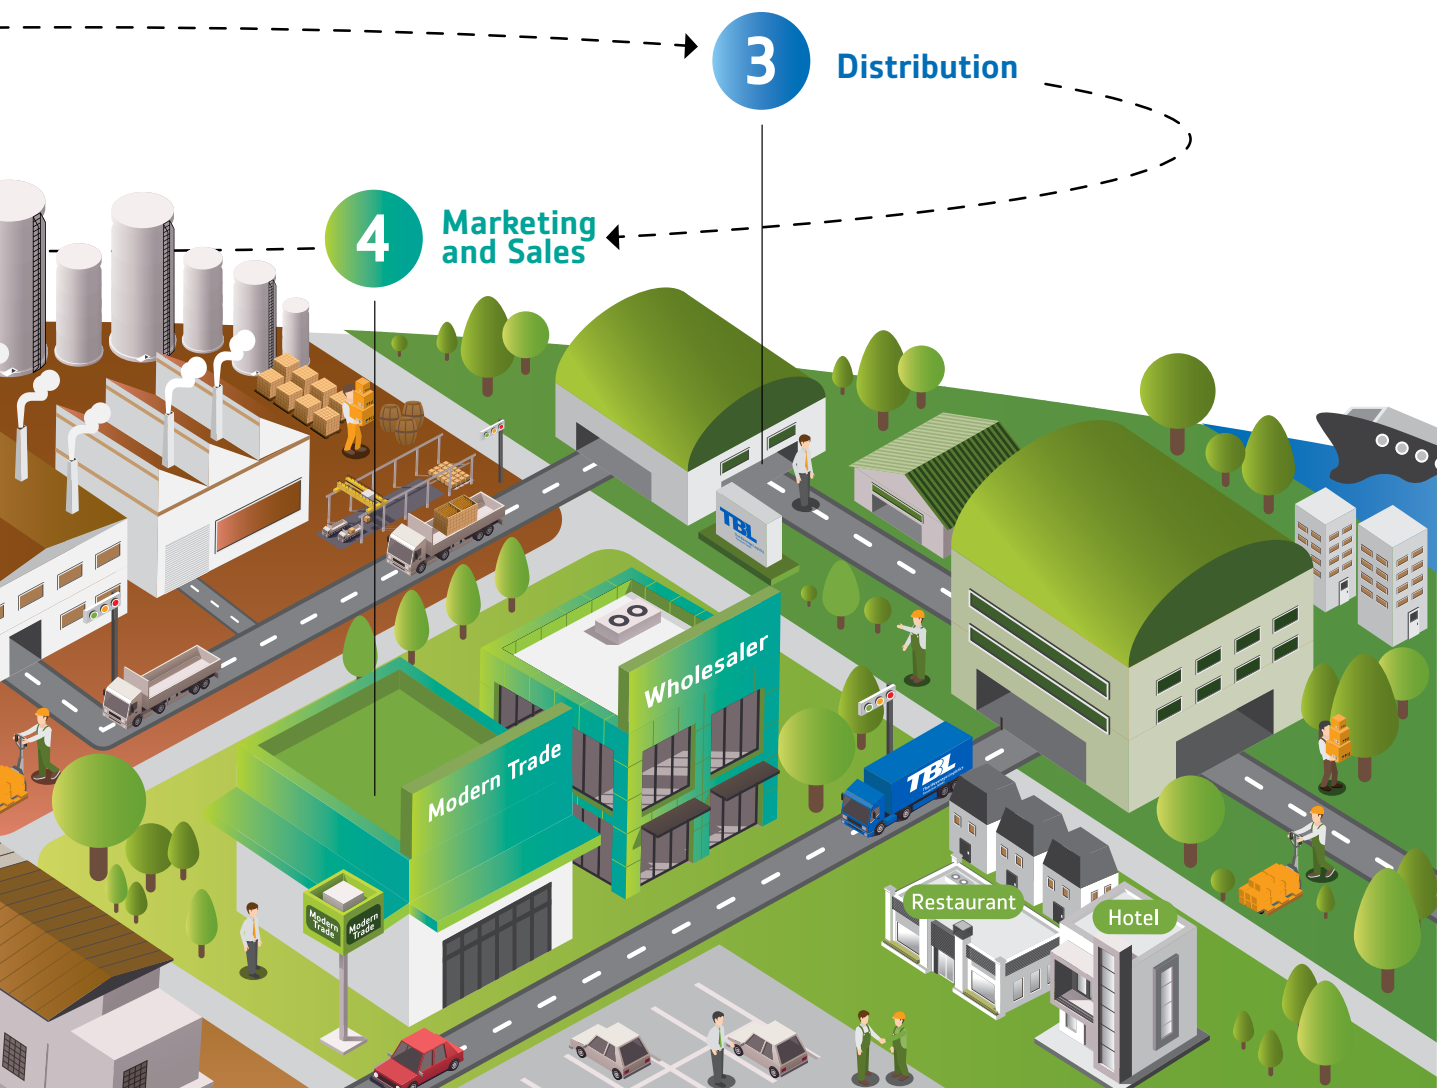 3
Distribution
4
Marketing
and Sales
TBL
Wholesaler
Modern Trade
TBL
Modern
Trade
Modern
Trade
Restaurant
Hotel